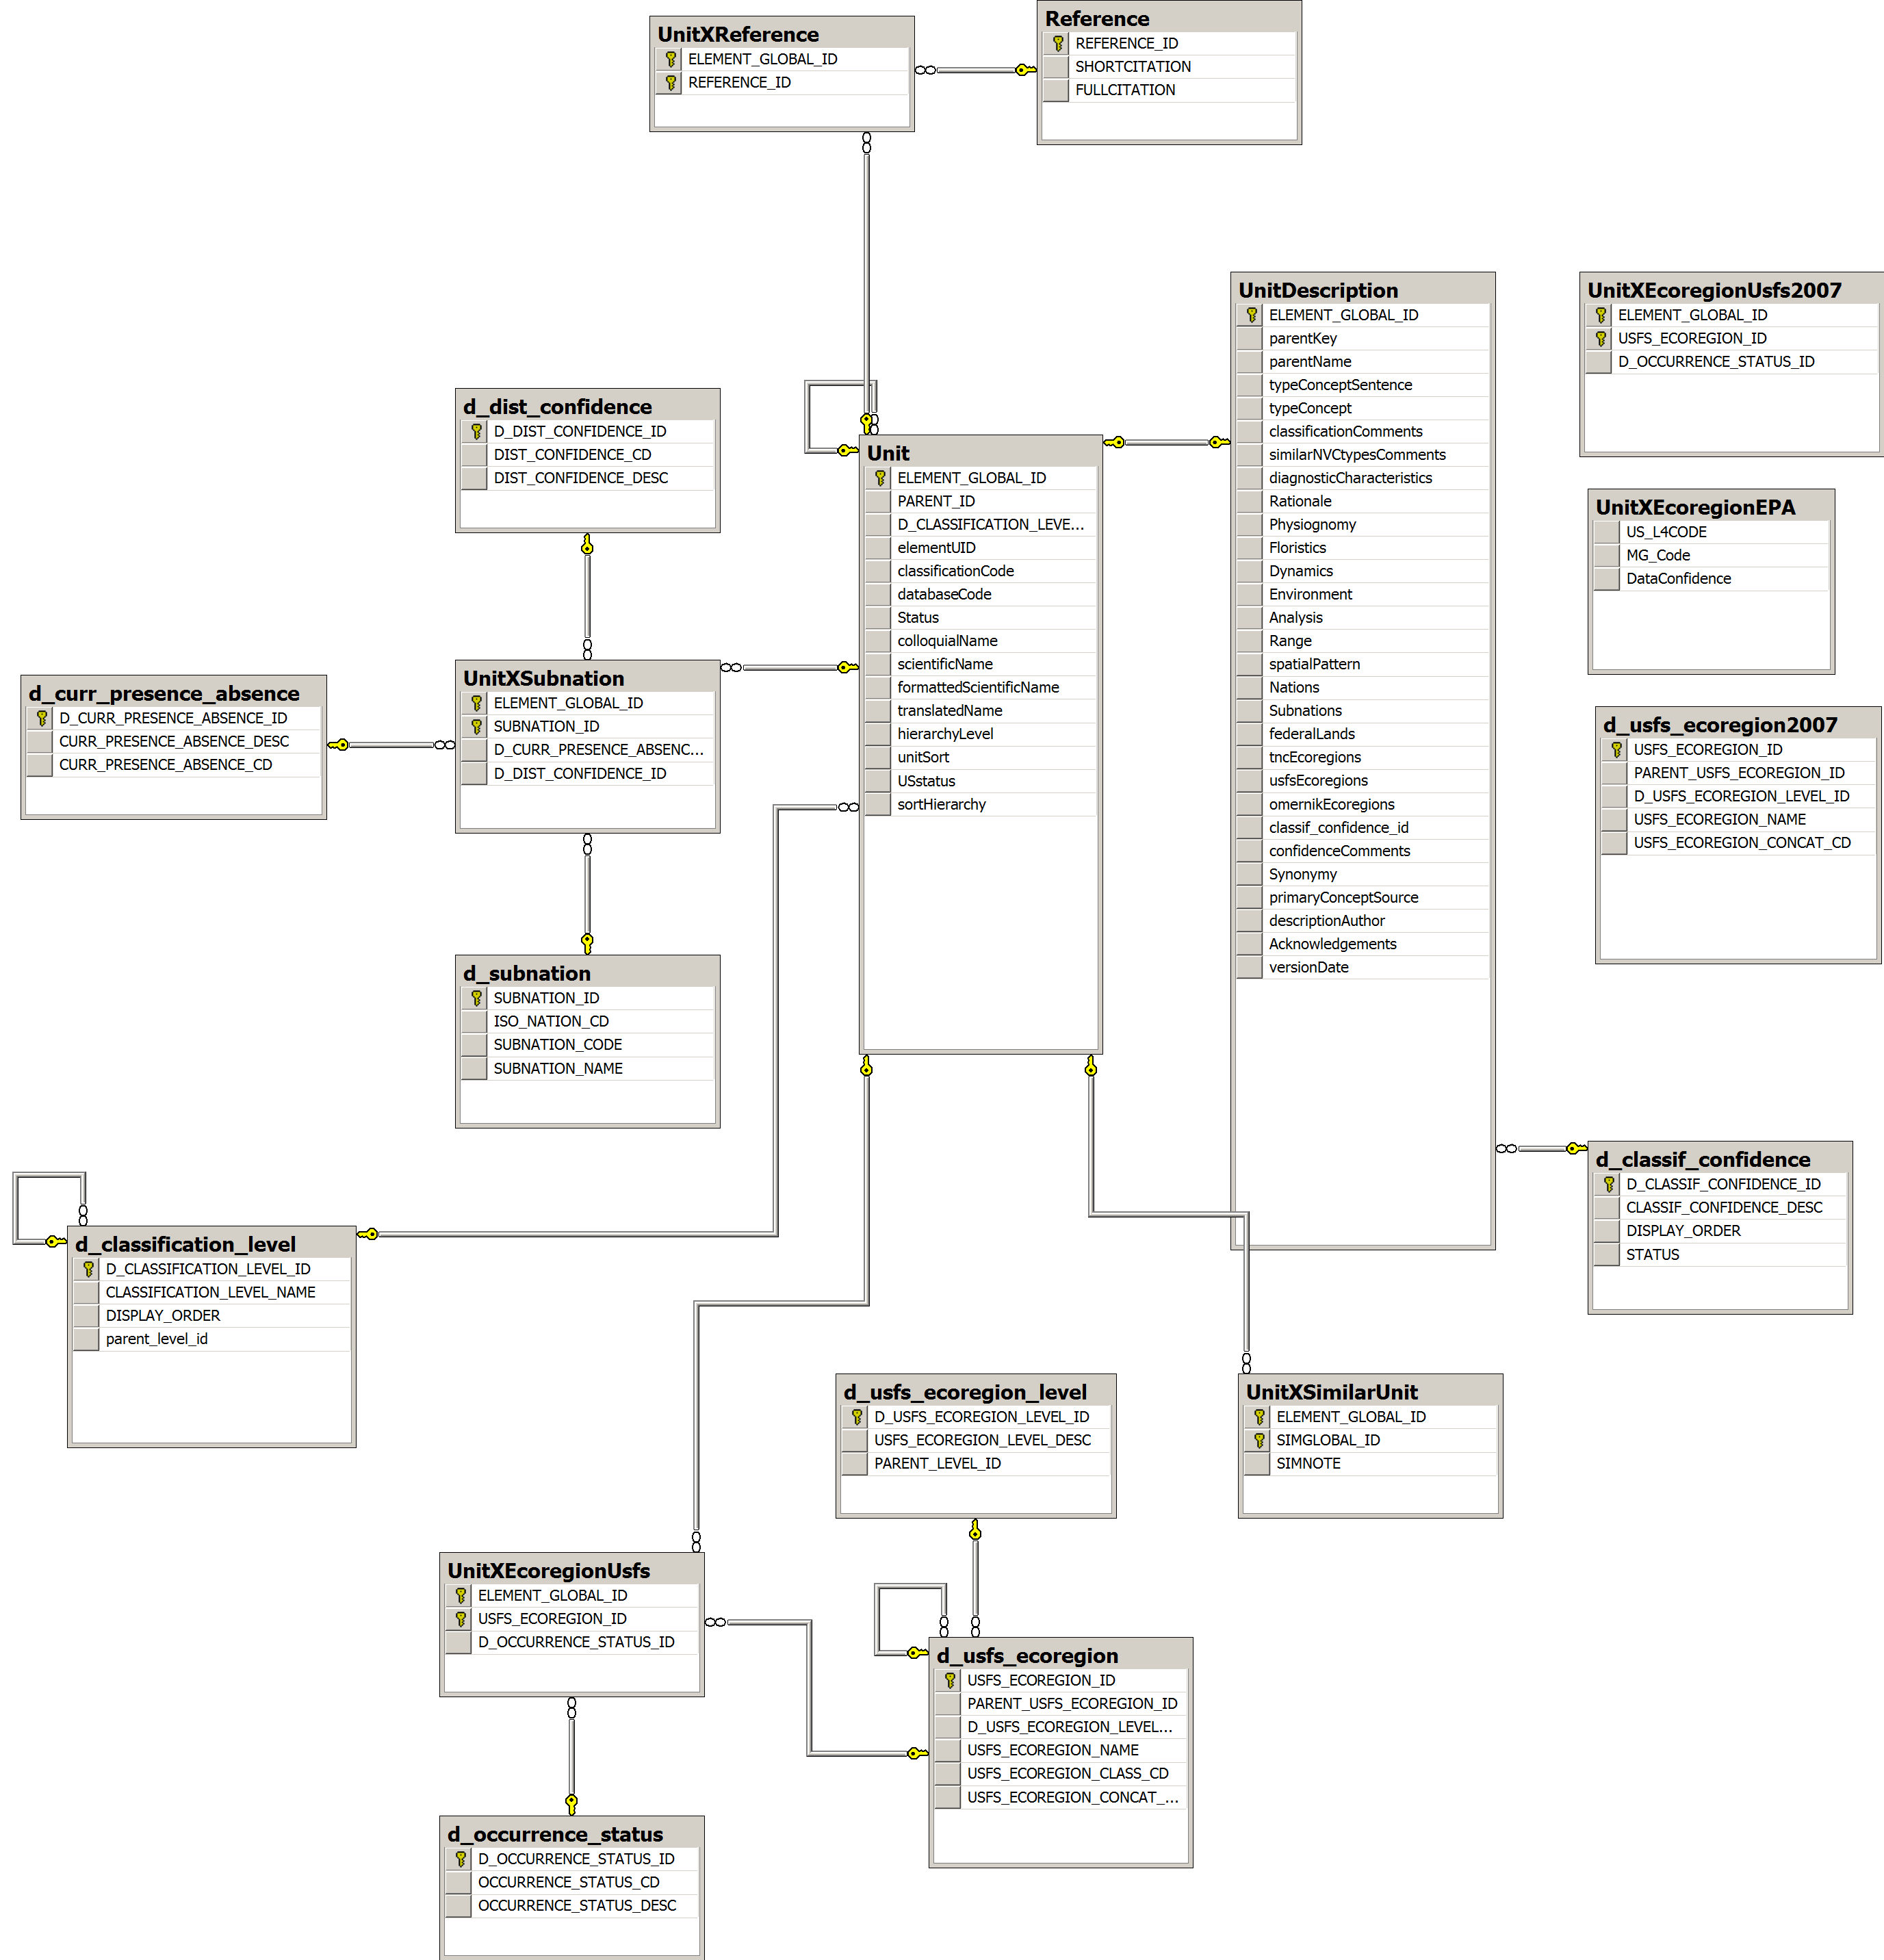 UnitXReference
ELEMENT_GLOBAL_ID
REFERENCE_ID
Reference
REFERENCE_ID
SHORTCITATION
FULLCITATION
UnitDescription
ELEMENT_GLOBAL_ID
parentKey
parentName
typeConceptSentence
typeConcept
classificationComments
similarNVCtypesComments
diagnosticCharacteristics
Rationale
Physiognomy
Floristics
Dynamics
Environment
Analysis
Range
spatialPattern
Nations
Subnations
federalLands
tncEcoregions
usfsEcoregions
omernikEcoregions
classif_confidence_id
confidenceComments
Synonymy
primaryConceptSource
descriptionAuthor
Acknowledgements
versionDate
UnitXEcoregionUsfs2007
ELEMENT_GLOBAL_ID
USFS_ECOREGION_ID
D_OCCURRENCE_STATUS_ID
d_dist_confidence
D_DIST_CONFIDENCE_ID
DIST_CONFIDENCE_CD
DIST_CONFIDENCE_DESC
Unit
ELEMENT_GLOBAL_ID
PARENT_ID
D_CLASSIFICATION_LEVE...
elementUID
classificationCode
databaseCode
Status
colloquialName
scientificName
formattedScientificName
translatedName
hierarchyLevel
unitSort
USstatus
sortHierarchy
UnitXEcoregionEPA
US_L4CODE
MG_Code
DataConfidence
d_curr_presence_absence
D_CURR_PRESENCE_ABSENCE_ID
CURR_PRESENCE_ABSENCE_DESC
CURR_PRESENCE_ABSENCE_CD
UnitXSubnation
ELEMENT_GLOBAL_ID
SUBNATION_ID
D_CURR_PRESENCE_ABSENC...
D_DIST_CONFIDENCE_ID
d_usfs_ecoregion2007
USFS_ECOREGION_ID
PARENT_USFS_ECOREGION_ID
D_USFS_ECOREGION_LEVEL_ID
USFS_ECOREGION_NAME
USFS_ECOREGION_CONCAT_CD
d_subnation
SUBNATION_ID
ISO_NATION_CD
SUBNATION_CODE
SUBNATION_NAME
d_classif_confidence
D_CLASSIF_CONFIDENCE_ID
CLASSIF_CONFIDENCE_DESC
DISPLAY_ORDER
STATUS
d_classification_level
D_CLASSIFICATION_LEVEL_ID
CLASSIFICATION_LEVEL_NAME
DISPLAY_ORDER
parent_level_id
d_usfs_ecoregion_level
D_USFS_ECOREGION_LEVEL_ID
USFS_ECOREGION_LEVEL_DESC
PARENT_LEVEL_ID
UnitXSimilarUnit
ELEMENT_GLOBAL_ID
SIMGLOBAL_ID
SIMNOTE
UnitXEcoregionUsfs
ELEMENT_GLOBAL_ID
USFS_ECOREGION_ID
D_OCCURRENCE_STATUS_ID
d_usfs_ecoregion
USFS_ECOREGION_ID
PARENT_USFS_ECOREGION_ID
D_USFS_ECOREGION_LEVEL...
USFS_ECOREGION_NAME
USFS_ECOREGION_CLASS_CD
USFS_ECOREGION_CONCAT_...
d_occurrence_status
D_OCCURRENCE_STATUS_ID
OCCURRENCE_STATUS_CD
OCCURRENCE_STATUS_DESC